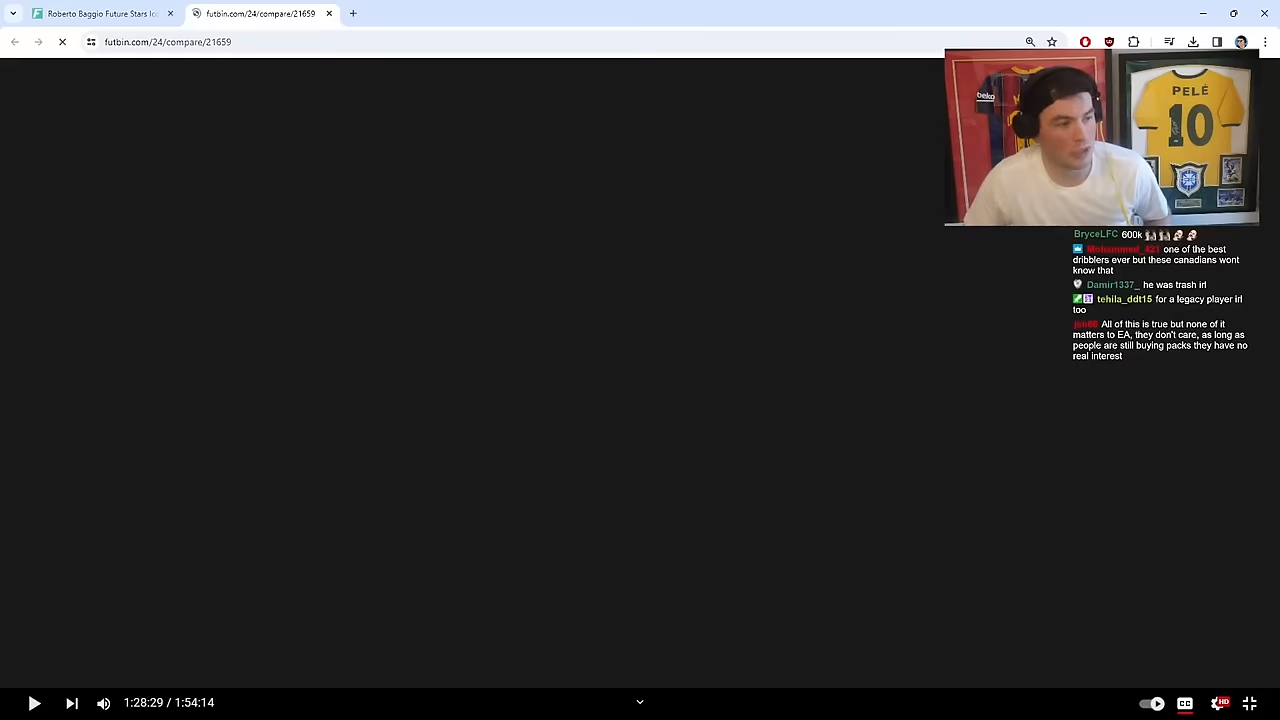 Roberto Baggio Future Stars Ico
futbin.com/24/compare/21659
futbin.com/24/compare/21659
beko
PELÉ
10
BryceLFC 600k
Mohammed_421 one of the best
dribblers ever but these canadians wont
know that
Damir1337_ he was trash irl
tehila_ddt15 for a legacy player irl
too
All of this is true but none of it
matters to EA, they don't care, as long as
people are still buying packs they have no
real interest
1:28:29 / 1:54:14
CC
HD